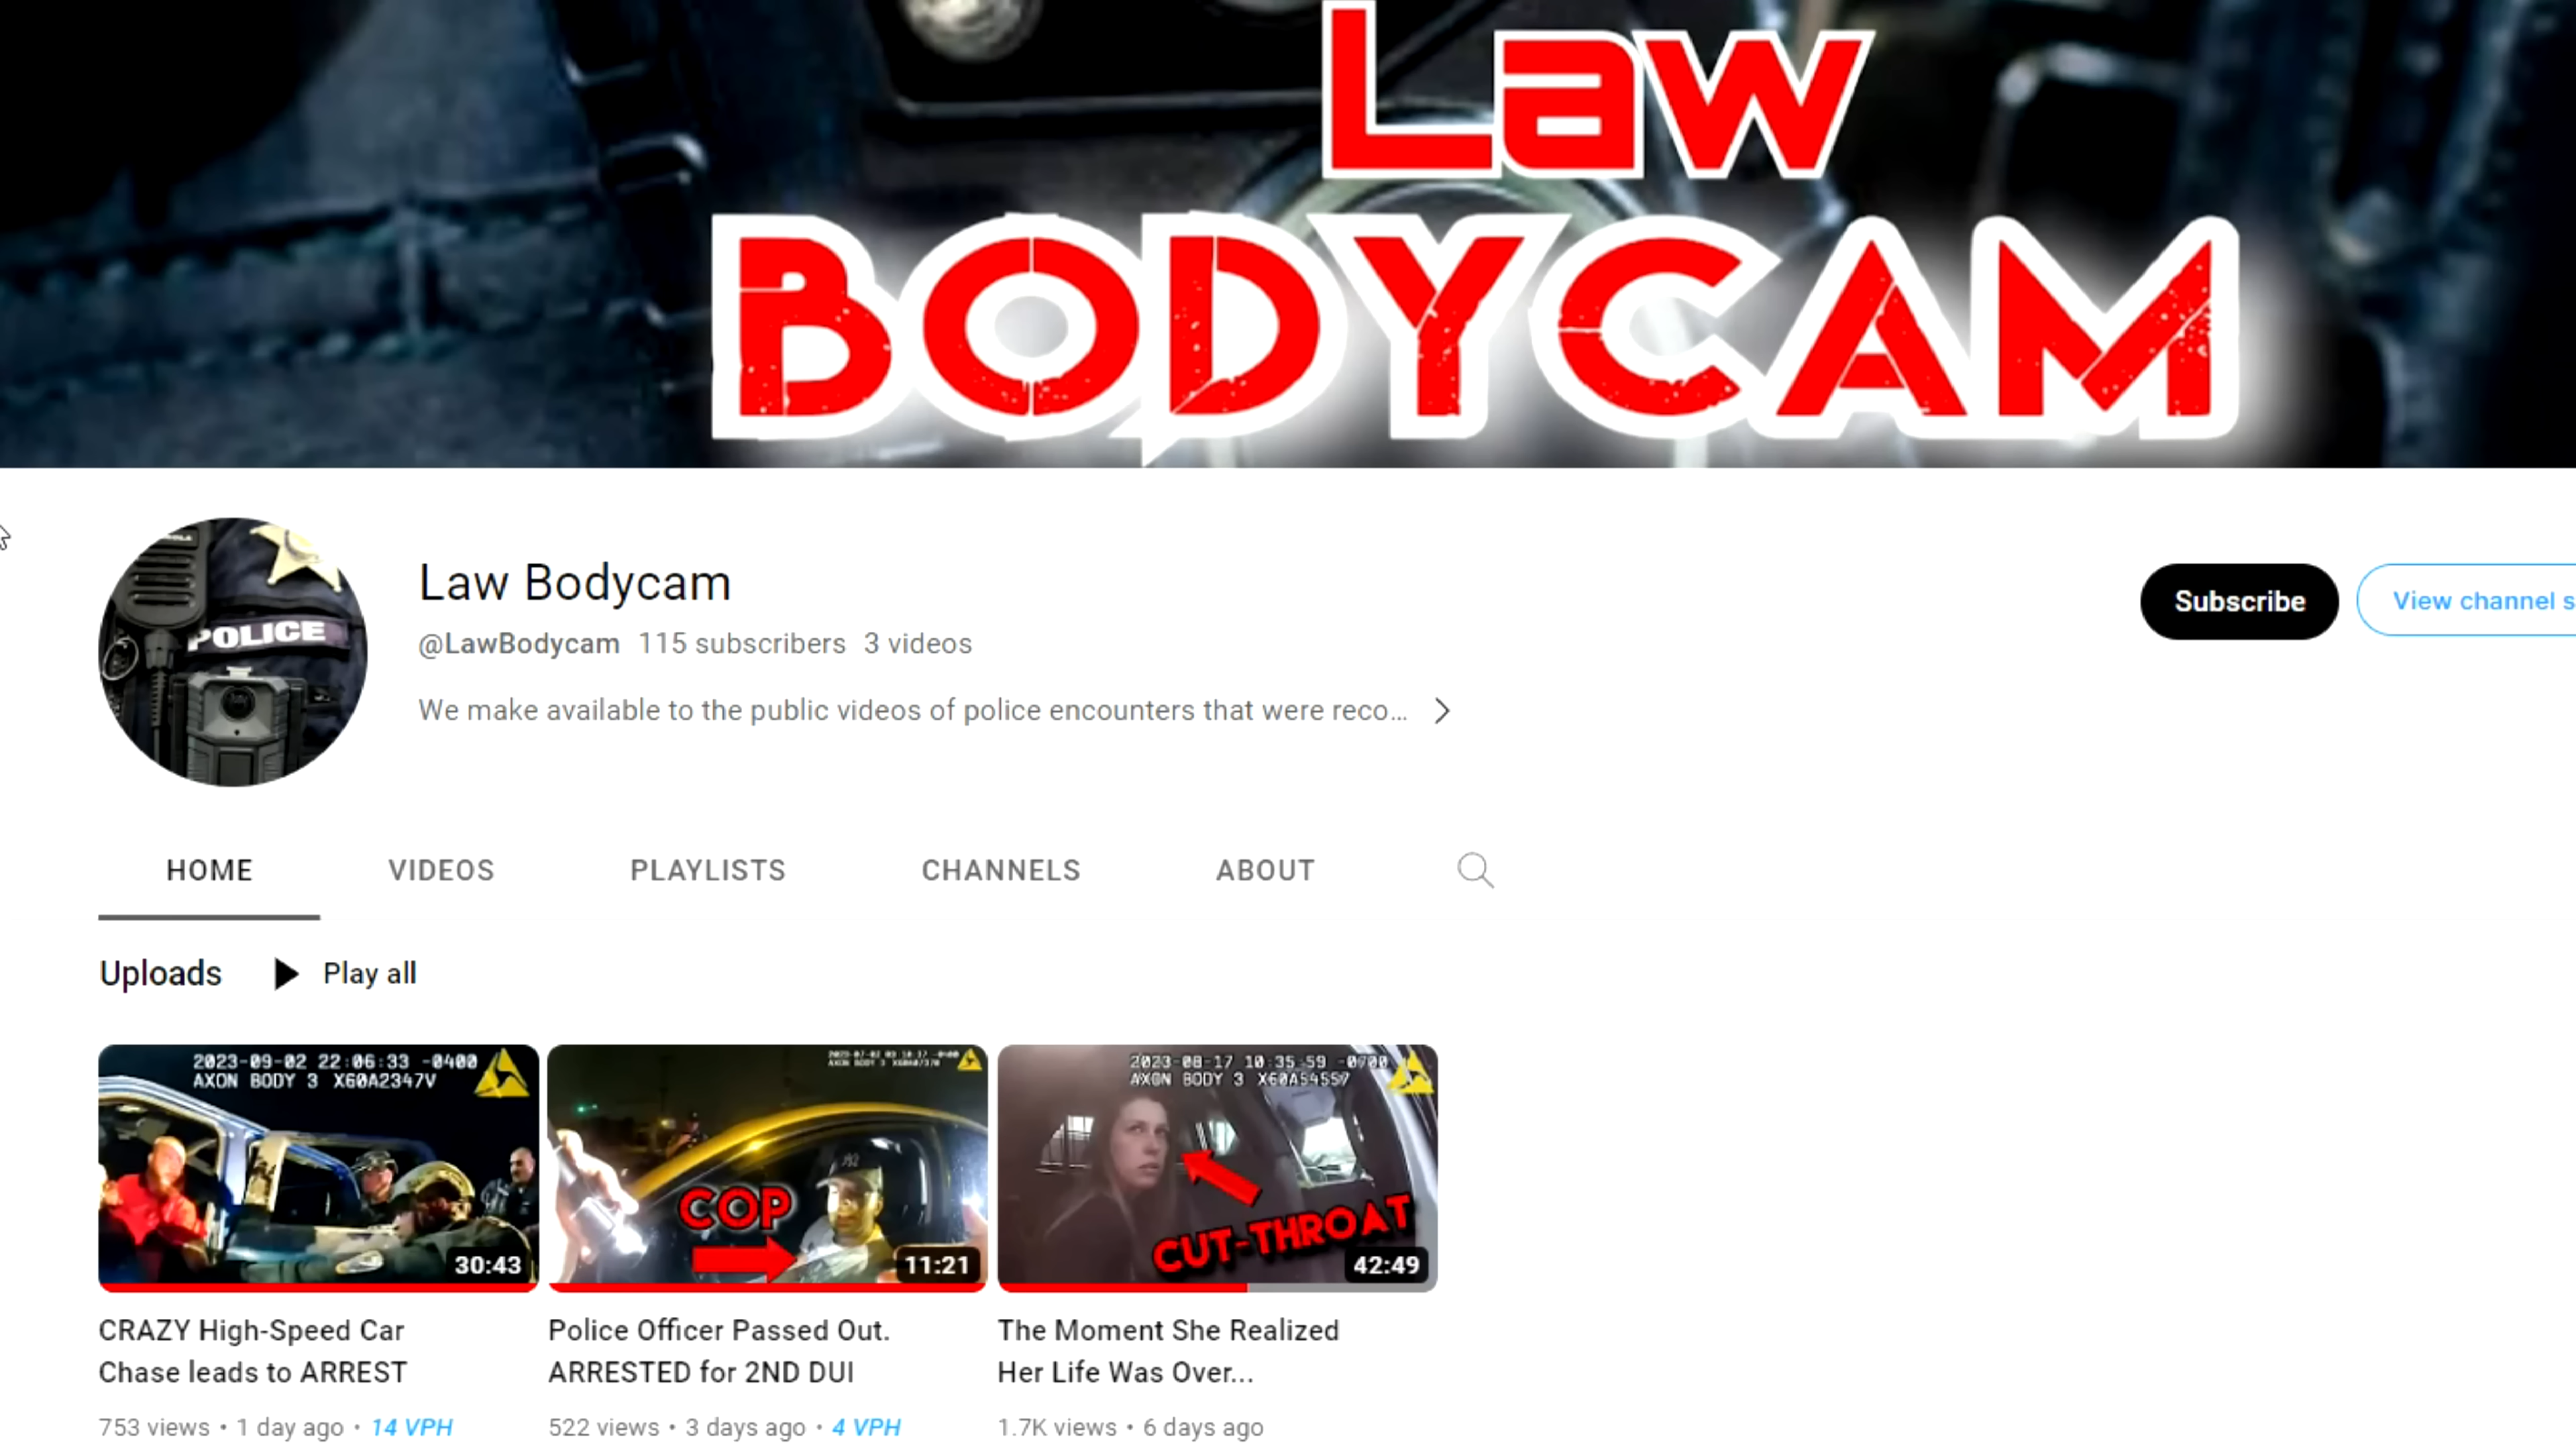 Law
BODYCAM
POLICE
Law Bodycam
@LawBodycam 115 subscribers 3 videos
We make available to the public videos of police encounters that were reco...
Subscribe
View channel s
HOME VIDEOS PLAYLISTS CHANNELS ABOUT
Uploads Play all
2023-09-02 22:06:33 -0400
AXON BODY 3 X60A2347V
30:43
AXON BODY 3
COP
11:21
2023-08-17 10:35:59 -0700
AXON BODY 3 X60A54557
CUT-THROAT
42:49
CRAZY High-Speed Car
Chase leads to ARREST
753 views • 1 day ago • 14 VPH
Police Officer Passed Out.
ARRESTED for 2ND DUI
522 views • 3 days ago • 4 VPH
The Moment She Realized
Her Life Was Over...
1.7K views • 6 days ago